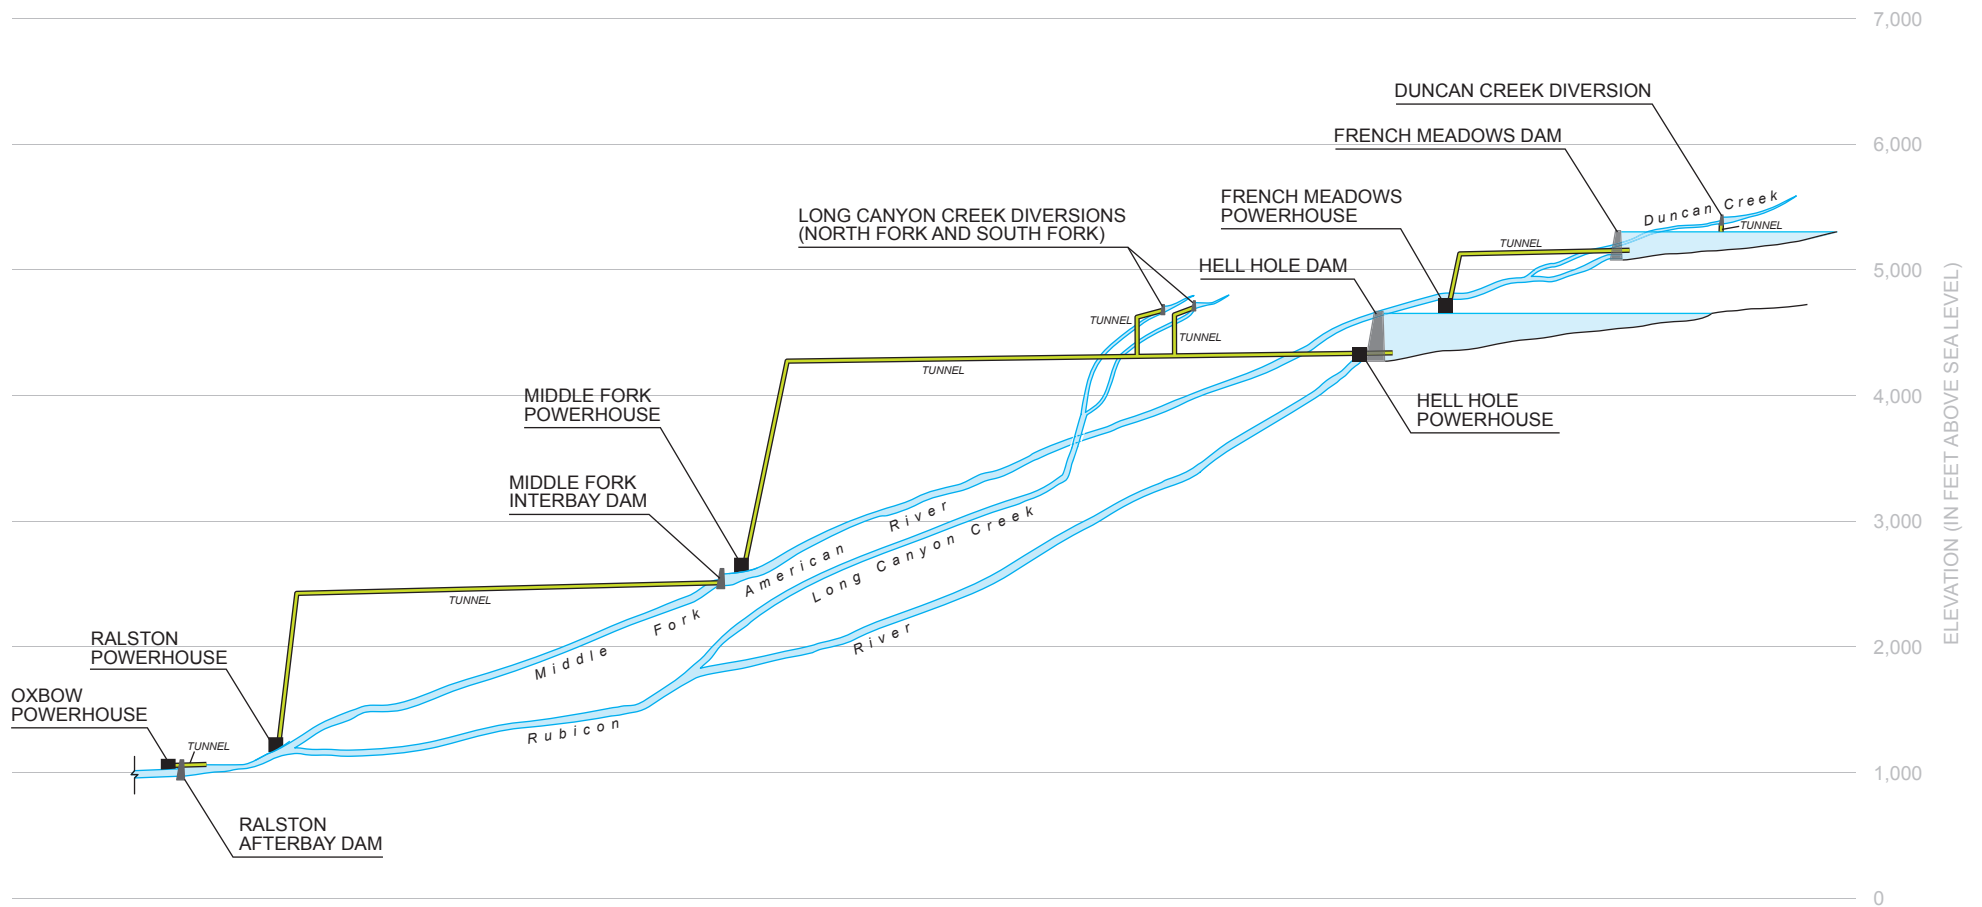 7,000
DUNCAN CREEK DIVERSION
FRENCH MEADOWS DAM
6,000
FRENCH MEADOWS
POWERHOUSE
Duncan Creek
TUNNEL
LONG CANYON CREEK DIVERSIONS
(NORTH FORK AND SOUTH FORK)
TUNNEL
HELL HOLE DAM
5,000
TUNNEL
TUNNEL
TUNNEL
MIDDLE FORK
POWERHOUSE
4,000
HELL HOLE
POWERHOUSE
ELEVATION (IN FEET ABOVE SEA LEVEL)
MIDDLE FORK
INTERBAY DAM
3,000
Middle Fork American River
Long Canyon Creek
TUNNEL
RALSTON
POWERHOUSE
2,000
Rubicon River
OXBOW
POWERHOUSE
TUNNEL
1,000
RALSTON
AFTERBAY DAM
0